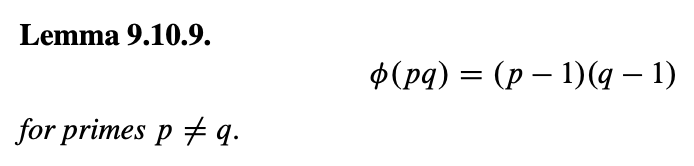 Lemma 9.10.9.
ϕ(pq) = (p − 1)(q − 1)
for primes p ≠ q.